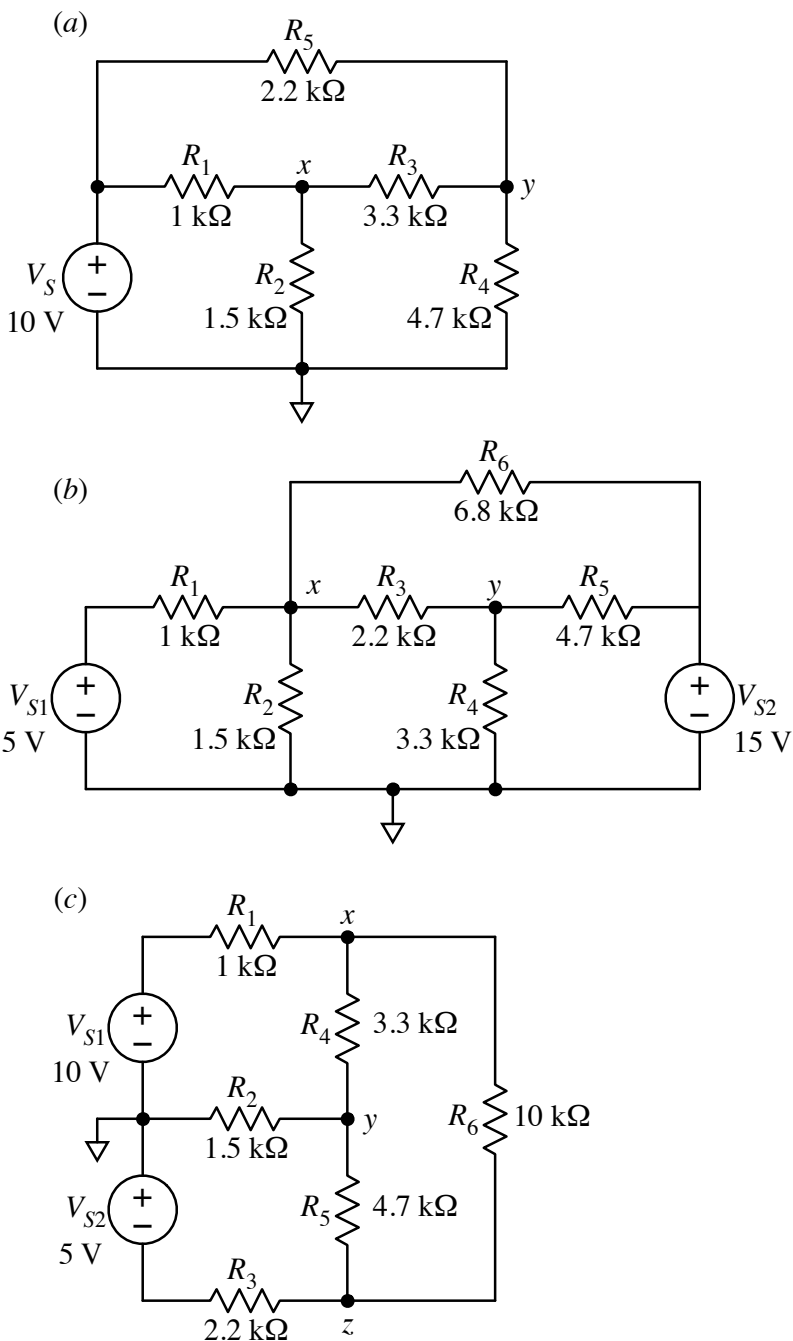 (a)
R5
2.2 kΩ
R1
x
R3
y
1 kΩ
3.3 kΩ
VS
R2
R4
10 V
1.5 kΩ
4.7 kΩ
+
−
(b)
R6
6.8 kΩ
R1
x
R3
y
R5
1 kΩ
2.2 kΩ
4.7 kΩ
VS1
+
−
R2
R4
+
−
VS2
5 V
1.5 kΩ
3.3 kΩ
15 V
(c)
R1
x
1 kΩ
VS1
+
−
R4
3.3 kΩ
10 V
R2
y
R6
10 kΩ
1.5 kΩ
VS2
+
−
R5
4.7 kΩ
5 V
R3
2.2 kΩ
z